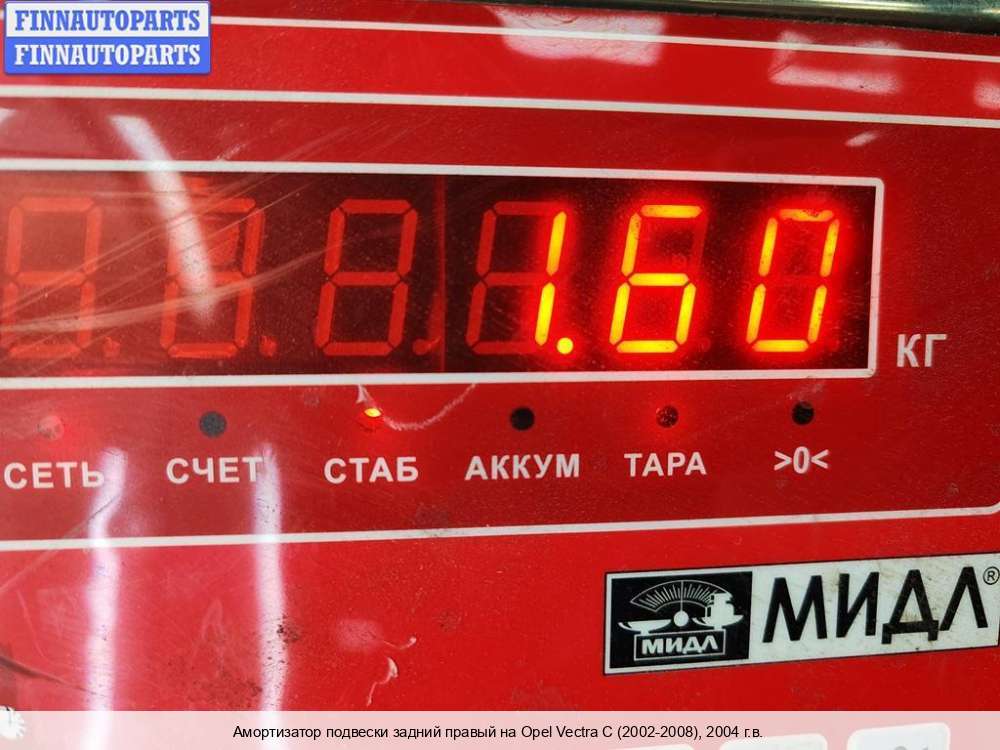 FINNAUTOPARTS
FINNAUTOPARTS
1.60
КГ
СЕТЬ СЧЕТ СТАБ АККУМ ТАРА >0<
МИДЛ®
МИДЛ
Амортизатор подвески задний правый на Opel Vectra C (2002-2008), 2004 г.в.